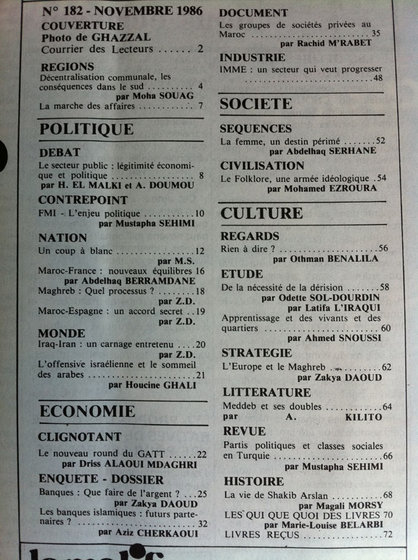 N° 182 - NOVEMBRE 1986
COUVERTURE
Photo de GHAZZAL
Courrier des Lecteurs ...... 2
REGIONS
Décentralisation communale, les
conséquences dans le sud .......... 4
par Moha SOUAG
La marche des affaires ............ 7
POLITIQUE
DEBAT
Le secteur public : légitimité économi-
que et politique ................ 8
par H. EL MALKI et A. DOUMOU
CONTREPOINT
FMI - L'enjeu politique ..........10
par Mustapha SEHIMI
NATION
Un coup à blanc ................12
par M.S.
Maroc-France : nouveaux équilibres 16
par Abdelhaq BERRAMDANE
Maghreb : Quel processus ? .......18
par Z.D.
Maroc-Espagne : un accord secret ..19
par Z.D.
MONDE
Iraq-Iran : un carnage entretenu ....20
par Z.D.
L'offensive israélienne et le sommeil
des arabes ....................21
par Houcine GHALI
ECONOMIE
CLIGNOTANT
Le nouveau round du GATT ......22
par Driss ALAOUI MDAGHRI
ENQUETE - DOSSIER
Banques : Que faire de l'argent ? ...25
par Zakya DAOUD
Les banques islamiques : futurs parte-
naires ? ...................... 32
par Aziz CHERKAOUI
DOCUMENT
Les groupes de sociétés privées au
Maroc ........................ 35
par Rachid M'RABET
INDUSTRIE
IMME : un secteur qui veut progresser
..............................48
SOCIETE
SEQUENCES
La femme, un destin périmé .......52
par Abdelhaq SERHANE
CIVILISATION
Le Folklore, une armée idéologique .54
par Mohamed EZROURA
CULTURE
REGARDS
Rien à dire ? ....................56
par Othman BENALILA
ETUDE
De la nécessité de la dérision .......58
par Odette SOL-DOURDIN
par Latifa L'IRAQUI
Apprentissage et des vivants et des
quartiers ...................... 60
par Ahmed SNOUSSI
STRATEGIE
L'Europe et le Maghreb ..........62
par Zakya DAOUD
LITTERATURE
Meddeb et ses doubles ............64
par A. KILITO
REVUE
Partis politiques et classes sociales
en Turquie .....................66
par Mustapha SEHIMI
HISTOIRE
La vie de Shakib Arslan ..........68
par Magali MORSY
LES QUI QUE QUOI DES LIVRES 70
par Marie-Louise BELARBI
LIVRES REÇUS ..................72